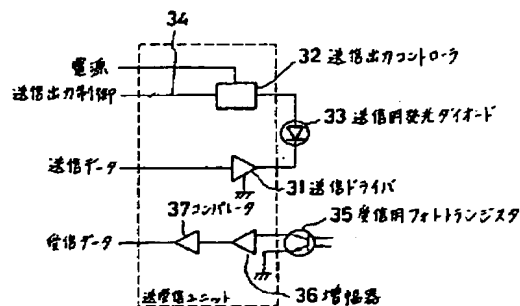 34
電源
32 送信出力コントローラ
送信出力制御
33 送信用発光ダイオード
送信データ
31 送信ドライバ
37 コンパレータ
35 受信用フォトトランジスタ
受信データ
36 増幅器
送受信ユニット